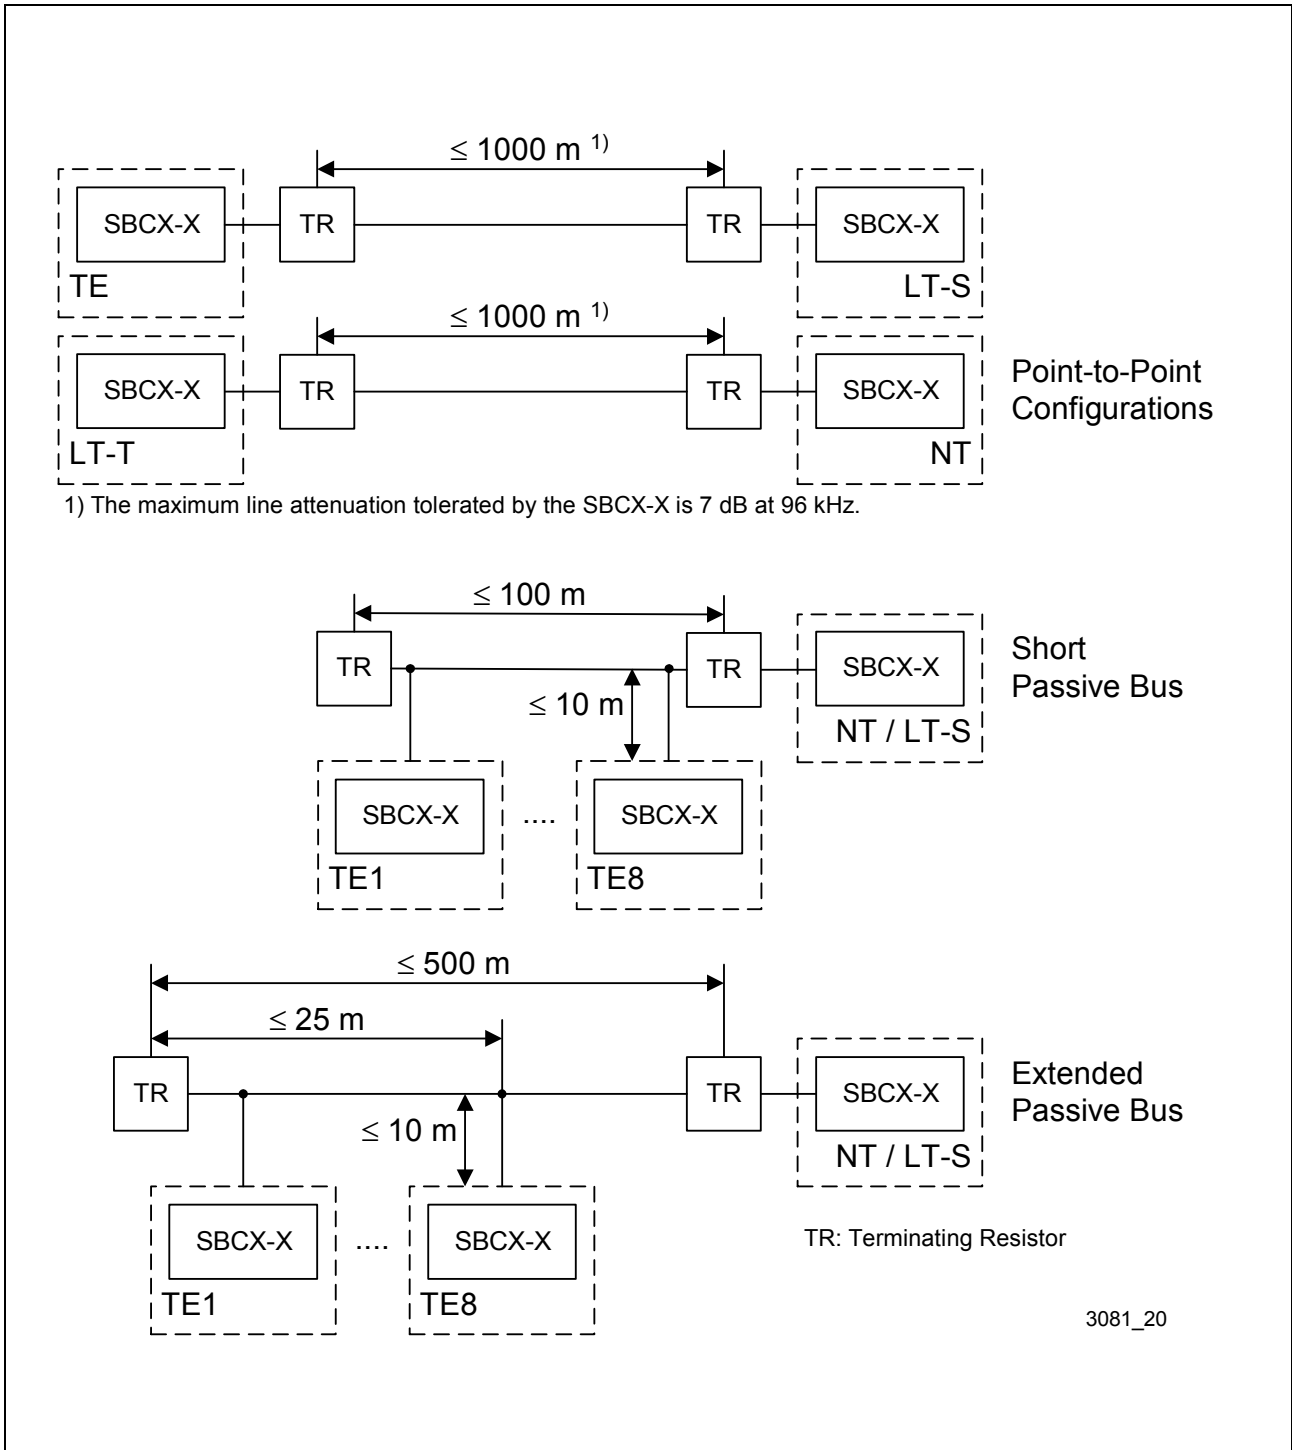 ≤ 1000 m 1)
SBCX-X TR TR SBCX-X
TE LT-S
≤ 1000 m 1)
SBCX-X TR TR SBCX-X
LT-T NT
Point-to-Point
Configurations
1) The maximum line attenuation tolerated by the SBCX-X is 7 dB at 96 kHz.
≤ 100 m
TR TR SBCX-X
NT / LT-S
Short
Passive Bus
≤ 10 m
SBCX-X .... SBCX-X
TE1 TE8
≤ 500 m
≤ 25 m
TR TR SBCX-X
NT / LT-S
Extended
Passive Bus
≤ 10 m
SBCX-X .... SBCX-X
TE1 TE8
TR: Terminating Resistor
3081_20